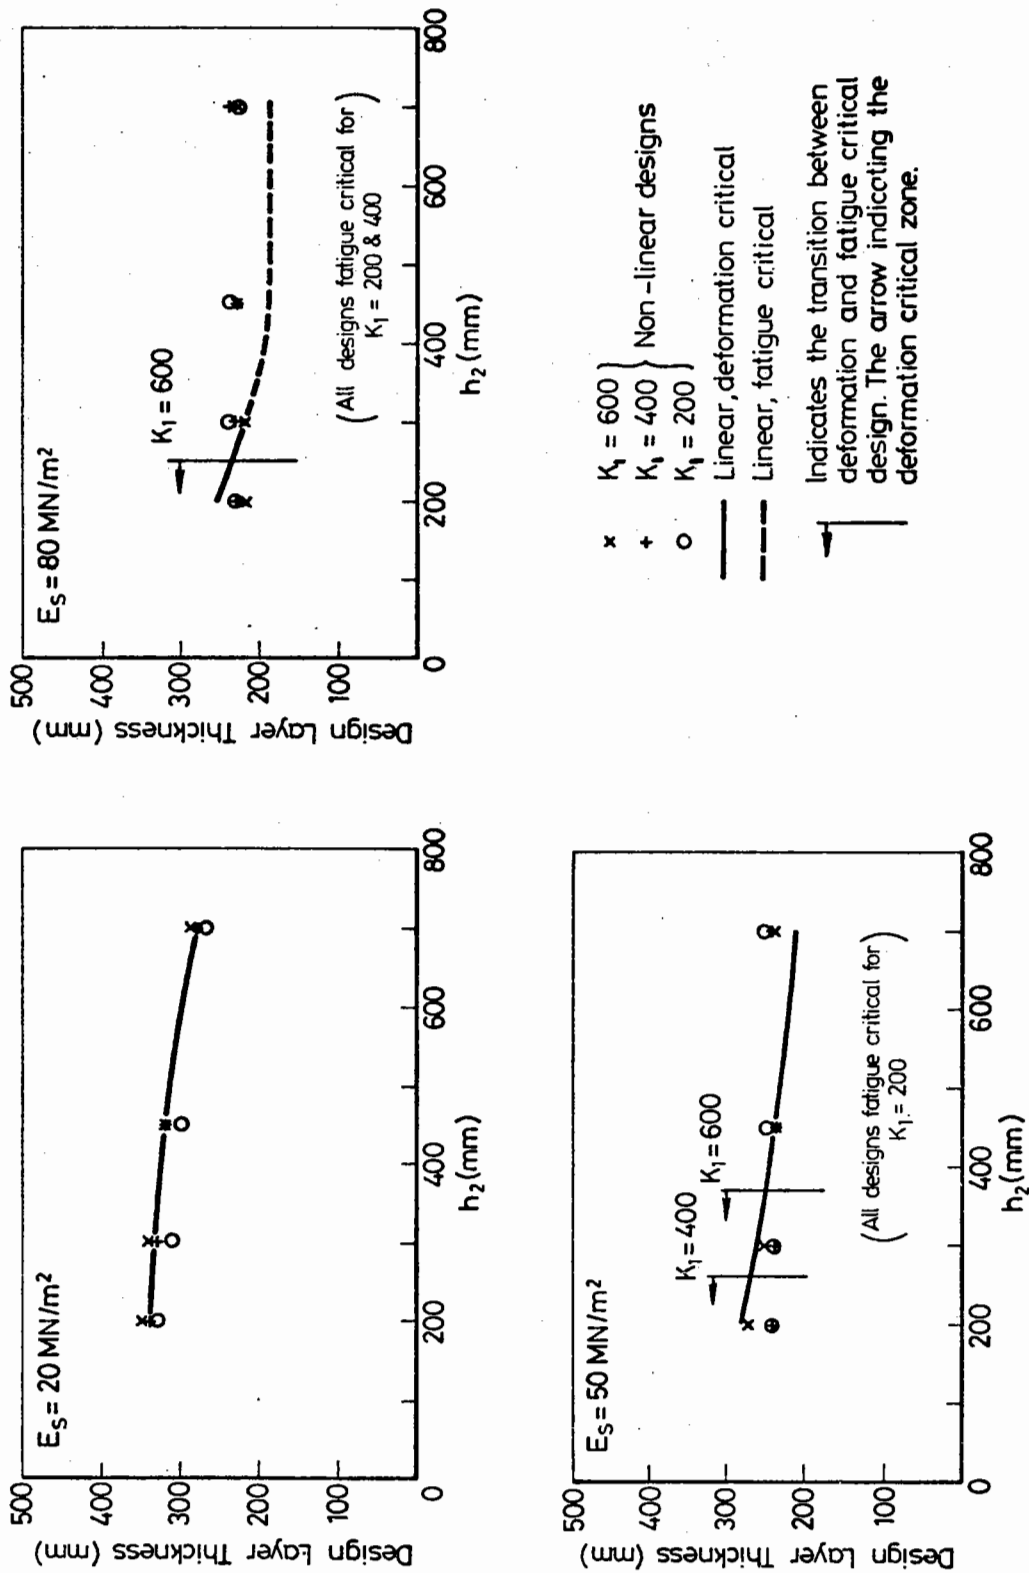 500
400
300
200
100
Design Layer Thickness (mm)
E_S = 20 MN/m²
0
200
400
600
800
h₂(mm)
500
400
300
200
100
Design Layer Thickness (mm)
E_S = 80 MN/m²
K₁ = 600
(All designs fatigue critical for)
K₁ = 200 & 400
0
200
400
600
800
h₂(mm)
500
400
300
200
100
Design Layer Thickness (mm)
E_S = 50 MN/m²
K₁ = 400
K₁ = 600
(All designs fatigue critical for)
K₁ = 200
0
200
400
600
800
h₂(mm)
x K₁ = 600
+ K₁ = 400 } Non-linear designs
o K₁ = 200
Linear, deformation critical
Linear, fatigue critical
Indicates the transition between
deformation and fatigue critical
design. The arrow indicating the
deformation critical zone.